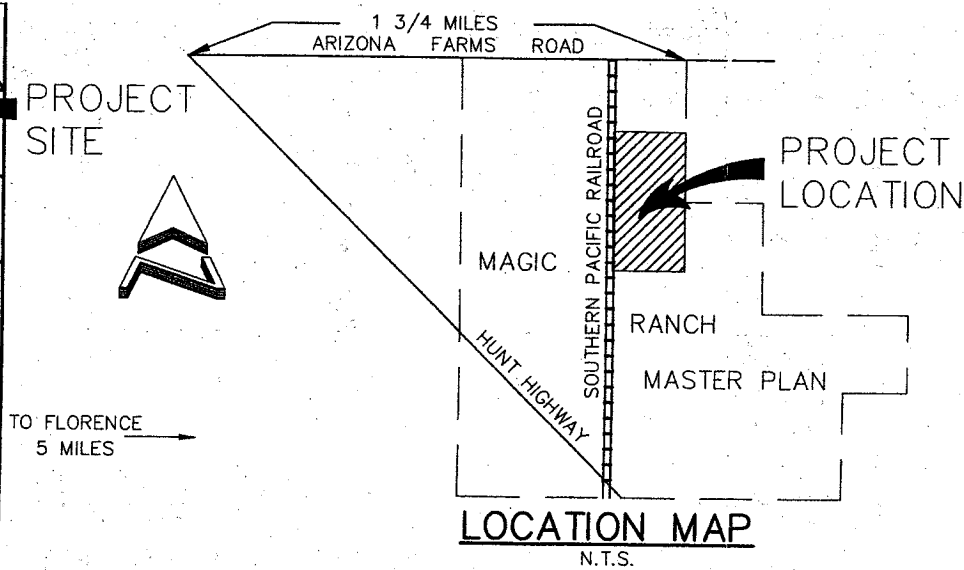 1 3/4 MILES
ARIZONA FARMS ROAD
PROJECT
SITE
SOUTHERN PACIFIC RAILROAD
PROJECT
LOCATION
MAGIC
RANCH
MASTER PLAN
HUNT HIGHWAY
TO FLORENCE
5 MILES
LOCATION MAP
N.T.S.